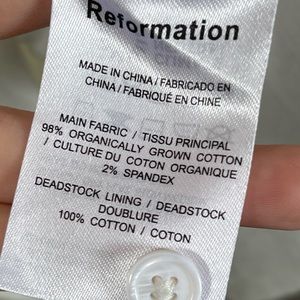 Reformation
MADE IN CHINA / FABRICADO EN
CHINA / FABRIQUÉ EN CHINE
MAIN FABRIC / TISSU PRINCIPAL
98% ORGANICALLY GROWN COTTON
/ CULTURE DU COTON ORGANIQUE
2% SPANDEX
DEADSTOCK LINING / DEADSTOCK
DOUBLURE
100% COTTON / COTON